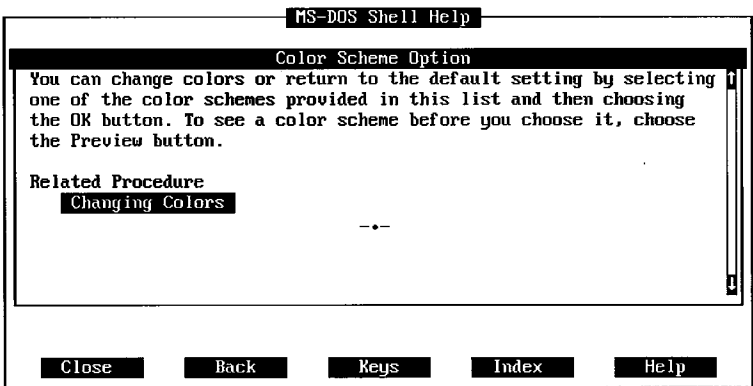 MS-DOS Shell Help
Color Scheme Option
You can change colors or return to the default setting by selecting
one of the color schemes provided in this list and then choosing
the OK button. To see a color scheme before you choose it, choose
the Preview button.
Related Procedure
Changing Colors
Close Back Keys Index Help